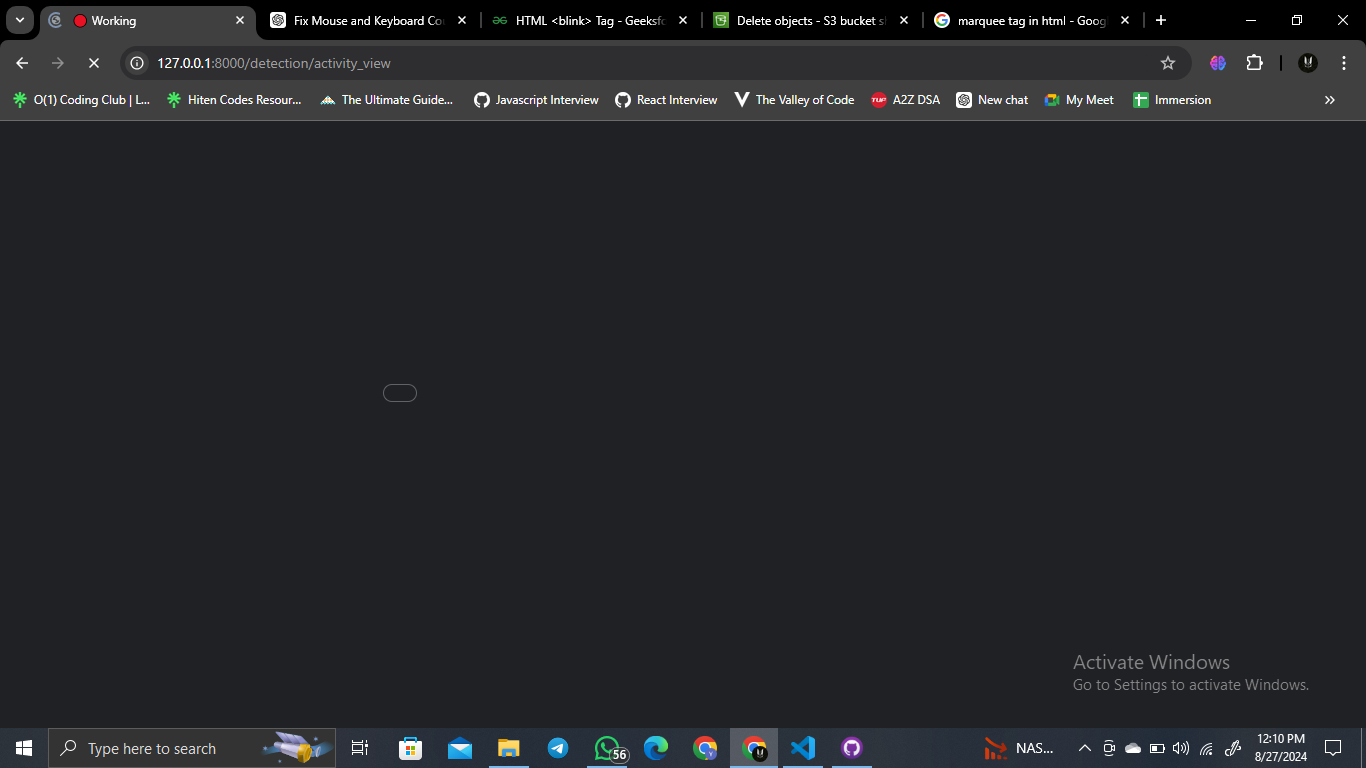 Working
Fix Mouse and Keyboard Co
HTML <blink> Tag - Geeksfo
Delete objects - S3 bucket s
marquee tag in html - Goog
127.0.0.1:8000/detection/activity_view
O(1) Coding Club | L...
Hiten Codes Resour...
The Ultimate Guide...
Javascript Interview
React Interview
The Valley of Code
TUF
A2Z DSA
New chat
My Meet
Immersion
Activate Windows
Go to Settings to activate Windows.
Type here to search
56
NAS...
12:10 PM
8/27/2024